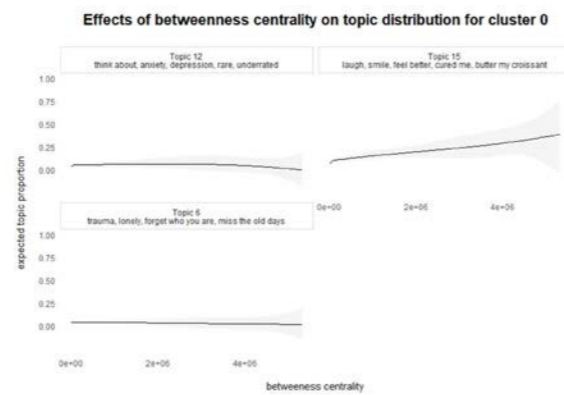 Effects of betweenness centrality on topic distribution for cluster 0
Topic 12
think about, anxiety, depression, rare, underrated
Topic 15
laugh, smile, feel better, cured me, butter my croissant
1.00
0.75
0.50
0.25
0.00
0e+00 2e+06 4e+06
Topic 6
trauma, lonely, forget who you are, miss the old days
expected topic proportion
1.00
0.75
0.50
0.25
0.00
0e+00 2e+06 4e+06
betweeness centrality